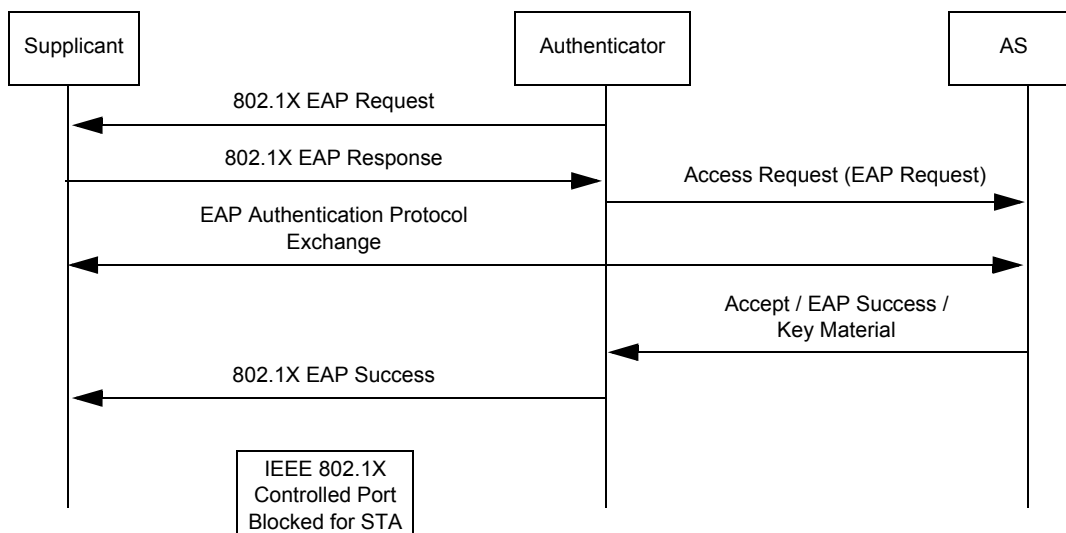 Supplicant
Authenticator
AS
802.1X EAP Request
802.1X EAP Response
Access Request (EAP Request)
EAP Authentication Protocol
Exchange
Accept / EAP Success /
Key Material
802.1X EAP Success
IEEE 802.1X
Controlled Port
Blocked for STA